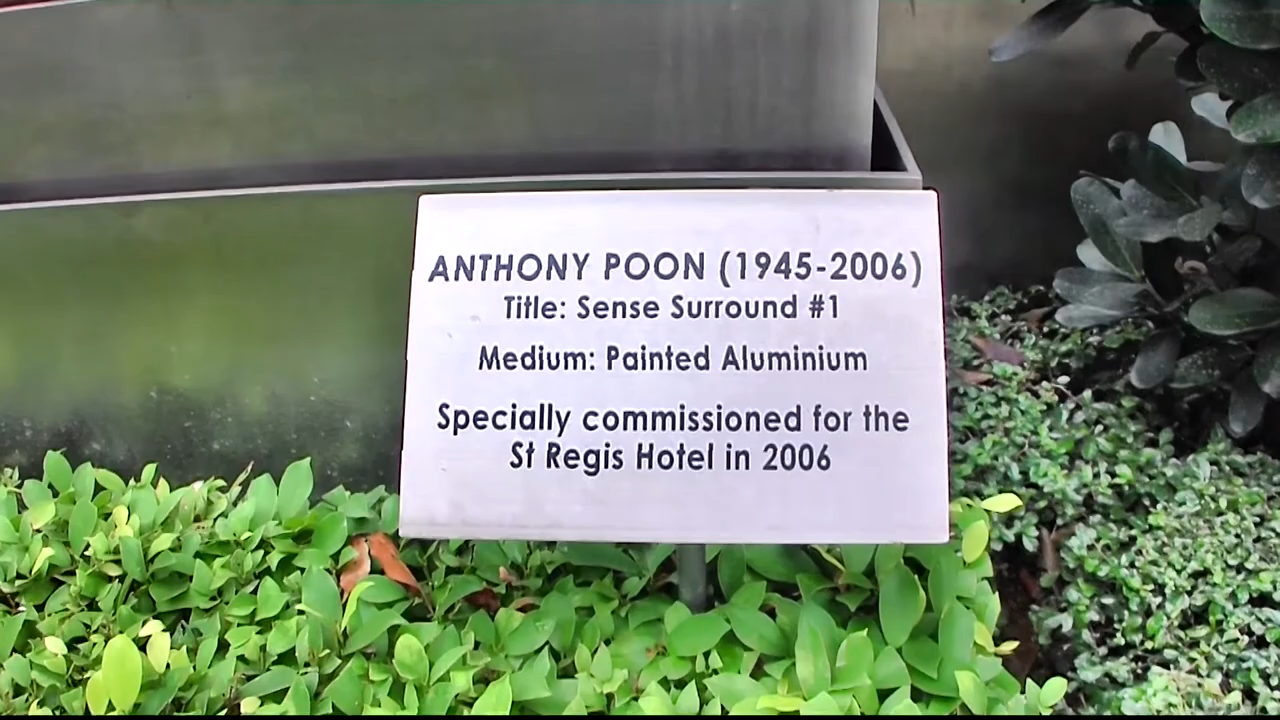 ANTHONY POON (1945-2006)
Title: Sense Surround #1
Medium: Painted Aluminium
Specially commissioned for the
St Regis Hotel in 2006